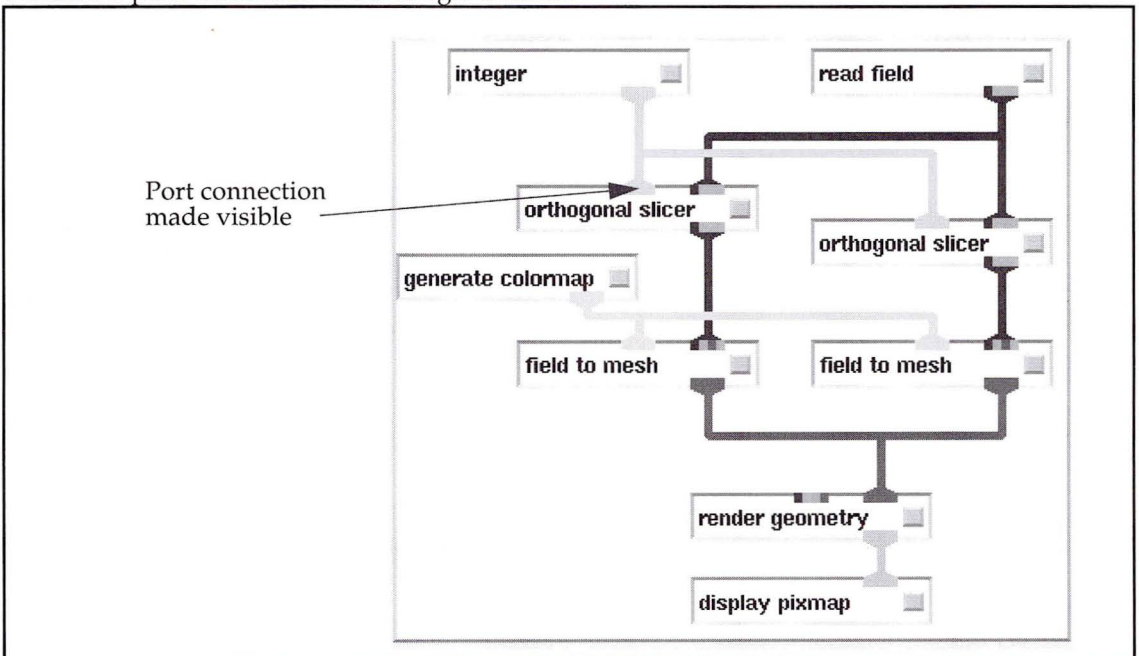 integer
read field
Port connection
made visible
orthogonal slicer
orthogonal slicer
generate colormap
field to mesh
field to mesh
render geometry
display pixmap